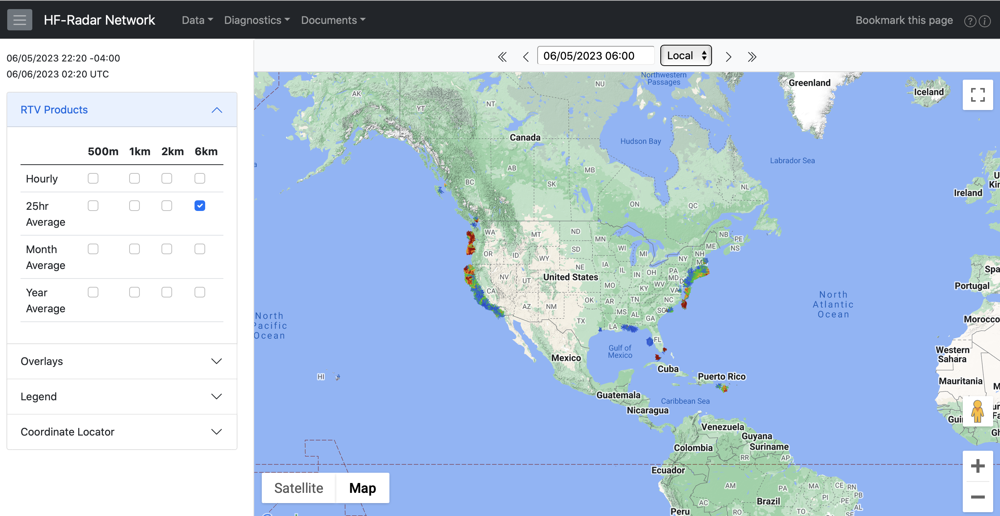 HF-Radar Network Data Diagnostics Documents Bookmark this page ? i
06/05/2023 22:20 -04:00
06/06/2023 02:20 UTC
06/05/2023 06:00 Local
RTV Products
500m 1km 2km 6km
Hourly
25hr
Average
Month
Average
Year
Average
Overlays
Legend
Coordinate Locator
Northwestern
Passages
NU
Greenland
Iceland
AK
YT
NT
Canada
Hudson Bay
Labrador Sea
AB
MB
BC
SK
NL
Ireland
ON
QC
WA
MT
ND
MN
NB
PE
ME
NS
OR
ID
SD
WI
MI
WY
NY
NH
NE
IA
IL
IN
OH
PA
MD
NV
UT
United States
MO
KY
WV
VA
CA
Portugal
OK
AR
TN
NC
AZ
NM
MS
AL
SC
GA
TX
LA
FL
North
Pacific
Ocean
North
Atlantic
Ocean
Morocco
Gulf of
Mexico
Mexico
Western
Sahara
Cuba
HI
Puerto Rico
Mauritania
Guatemala
Caribbean Sea
Nicaragua
Venezuela
Guyana
Colombia
Suriname
RR
AP
Ecuador
AM
PA
MA
CE
RN
PI
PB
PE
AC
Brazil
AL
Peru
RO
TO
SE
Satellite Map